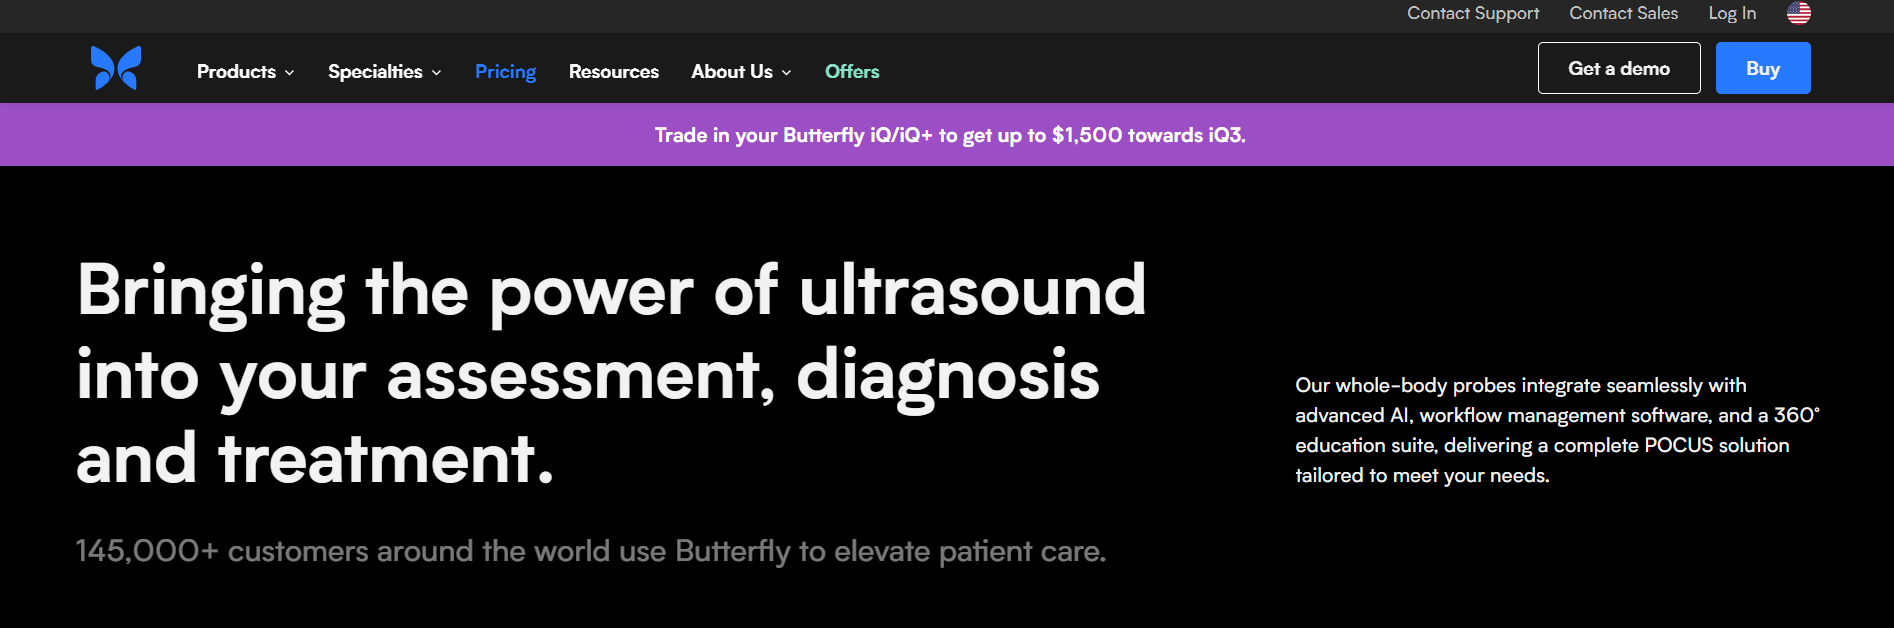 Contact Support Contact Sales Log In
Products Specialties Pricing Resources About Us Offers Get a demo Buy
Trade in your Butterfly iQ/iQ+ to get up to $1,500 towards iQ3.
Bringing the power of ultrasound
into your assessment, diagnosis
and treatment.
145,000+ customers around the world use Butterfly to elevate patient care.
Our whole-body probes integrate seamlessly with
advanced AI, workflow management software, and a 360°
education suite, delivering a complete POCUS solution
tailored to meet your needs.